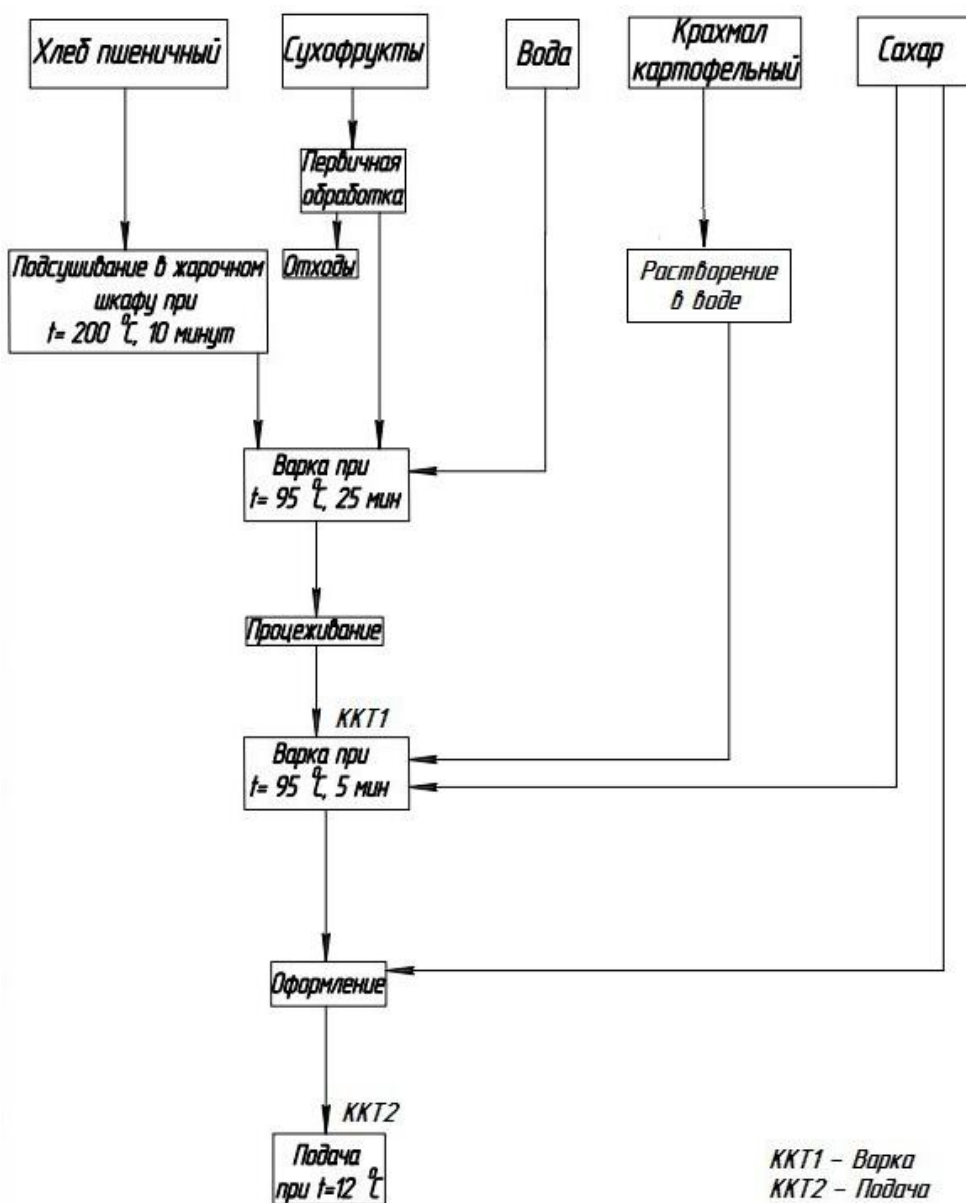 Хлеб пшеничный
Сухофрукты
Вода
Крахмал
картофельный
Сахар
Первичная
обработка
Отходы
Подсушивание в жарочном
шкафу при
t= 200 °C, 10 минут
Растворение
в воде
Варка при
t= 95 °C, 25 мин
Процеживание
ККТ1
Варка при
t= 95 °C, 5 мин
Оформление
ККТ2
Подача
при t=12 °C
ККТ1 – Варка
ККТ2 – Подача